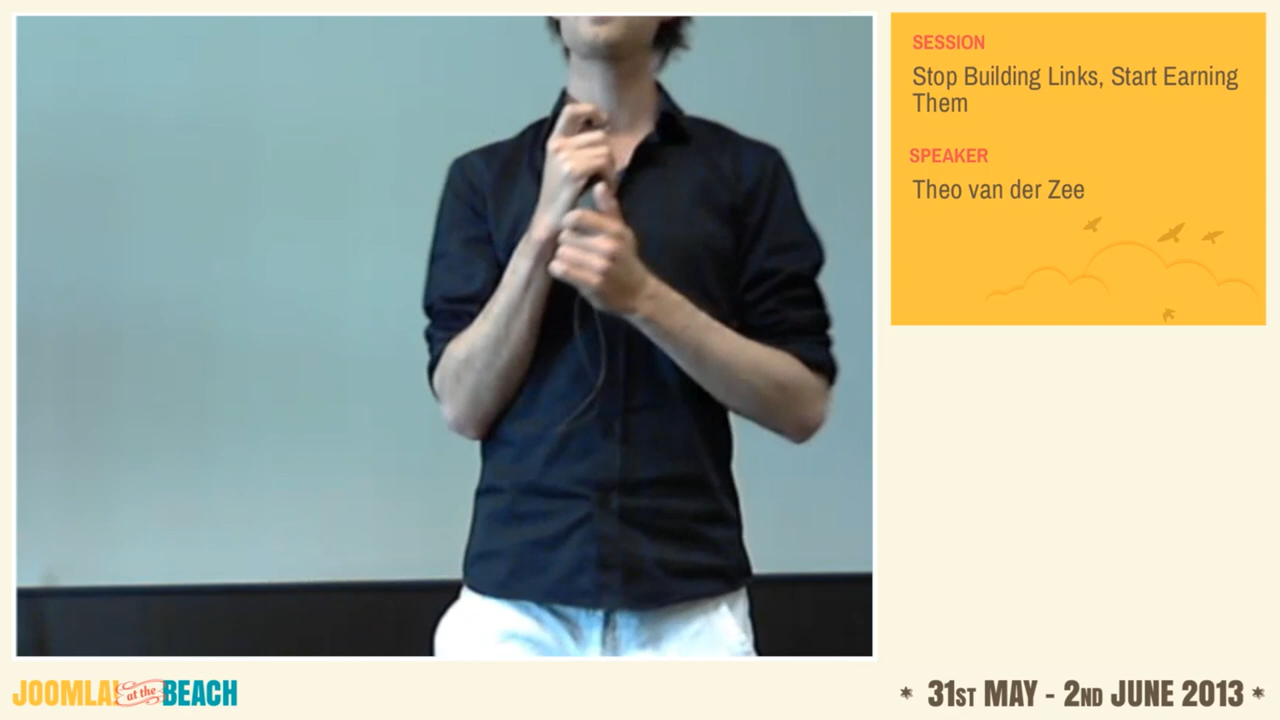 SESSION
Stop Building Links, Start Earning
Them
SPEAKER
Theo van der Zee
JOOMLA! at the BEACH
* 31ST MAY - 2ND JUNE 2013 *